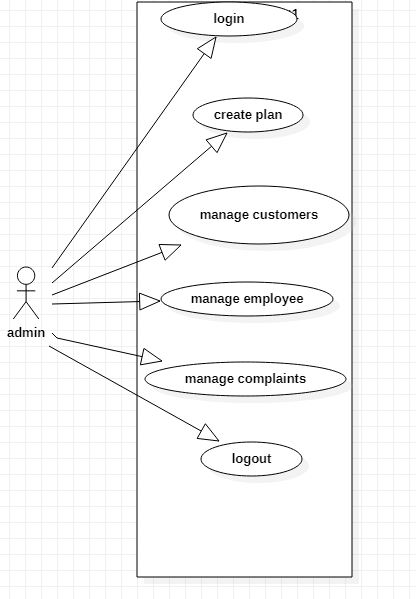 login
create plan
manage customers
manage employee
manage complaints
logout
admin